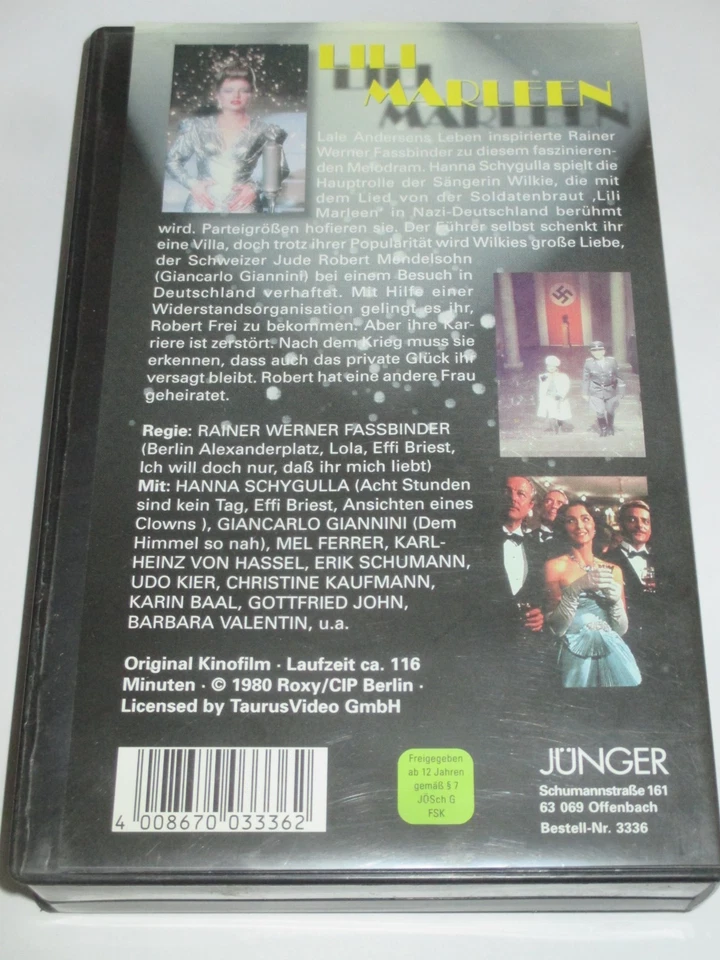 LILI
MARLEEN
Lale Andersens Leben inspirierte Rainer
Werner Fassbinder zu diesem faszinieren-
den Melodram. Hanna Schygulla spielt die
Hauptrolle der Sängerin Wilkie, die mit
dem Lied von der Soldatenbraut ‚Lili
Marleen" in Nazi-Deutschland berühmt
wird. Parteigrößen hofieren sie. Der Führer selbst schenkt ihr
eine Villa, doch trotz ihrer Popularität wird Wilkies große Liebe,
der Schweizer Jude Robert Mendelsohn
(Giancarlo Giannini) bei einem Besuch in
Deutschland verhaftet. Mit Hilfe einer
Widerstandsorganisation gelingt es ihr,
Robert Frei zu bekommen. Aber ihre Kar-
riere ist zerstört. Nach dem Krieg muss sie
erkennen, dass auch das private Glück ihr
versagt bleibt. Robert hat eine andere Frau
geheiratet.
Regie: RAINER WERNER FASSBINDER
(Berlin Alexanderplatz, Lola, Effi Briest,
Ich will doch nur, daß ihr mich liebt)
Mit: HANNA SCHYGULLA (Acht Stunden
sind kein Tag, Effi Briest, Ansichten eines
Clowns ), GIANCARLO GIANNINI (Dem
Himmel so nah), MEL FERRER, KARL-
HEINZ VON HASSEL, ERIK SCHUMANN,
UDO KIER, CHRISTINE KAUFMANN,
KARIN BAAL, GOTTFRIED JOHN,
BARBARA VALENTIN, u.a.
Original Kinofilm · Laufzeit ca. 116
Minuten · © 1980 Roxy/CIP Berlin ·
Licensed by TaurusVideo GmbH
4 008670 033362
Freigegeben
ab 12 Jahren
gemäß § 7
JÖSch G
FSK
JÜNGER
Schumannstraße 161
63 069 Offenbach
Bestell-Nr. 3336